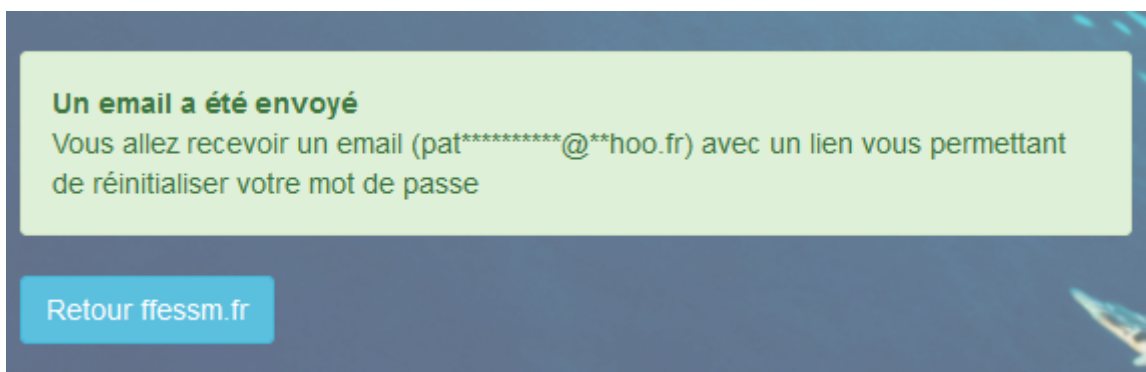 Un email a été envoyé
Vous allez recevoir un email (pat**********@**hoo.fr) avec un lien vous permettant
de réinitialiser votre mot de passe
Retour ffessm.fr